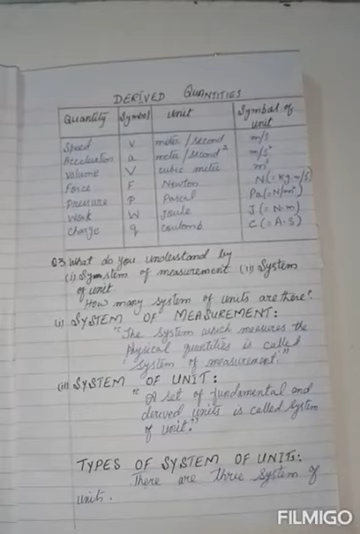 DERIVED QUANTITIES
Quantity Symbol Unit Symbol of unit
Speed V meter/second m/s
Acceleration a meter/second² m/s²
Volume V cubic meter m³
Force F Newton N(=kg.m/s²)
Pressure P Pascal Pa(=N/m²)
Work W Joule J(=N.m)
Charge q coulomb C(=A.S)
Q3 What do you understand by
(i) System of measurement (ii) System
of unit
How many system of units are there?
(i) SYSTEM OF MEASUREMENT:
"The system which measures the
physical quantities is called
system of measurement."
(ii) SYSTEM OF UNIT:
"A set of fundamental and
derived units is called system
of unit."
TYPES OF SYSTEM OF UNITS:
There are three system of
units.
FILMIGO